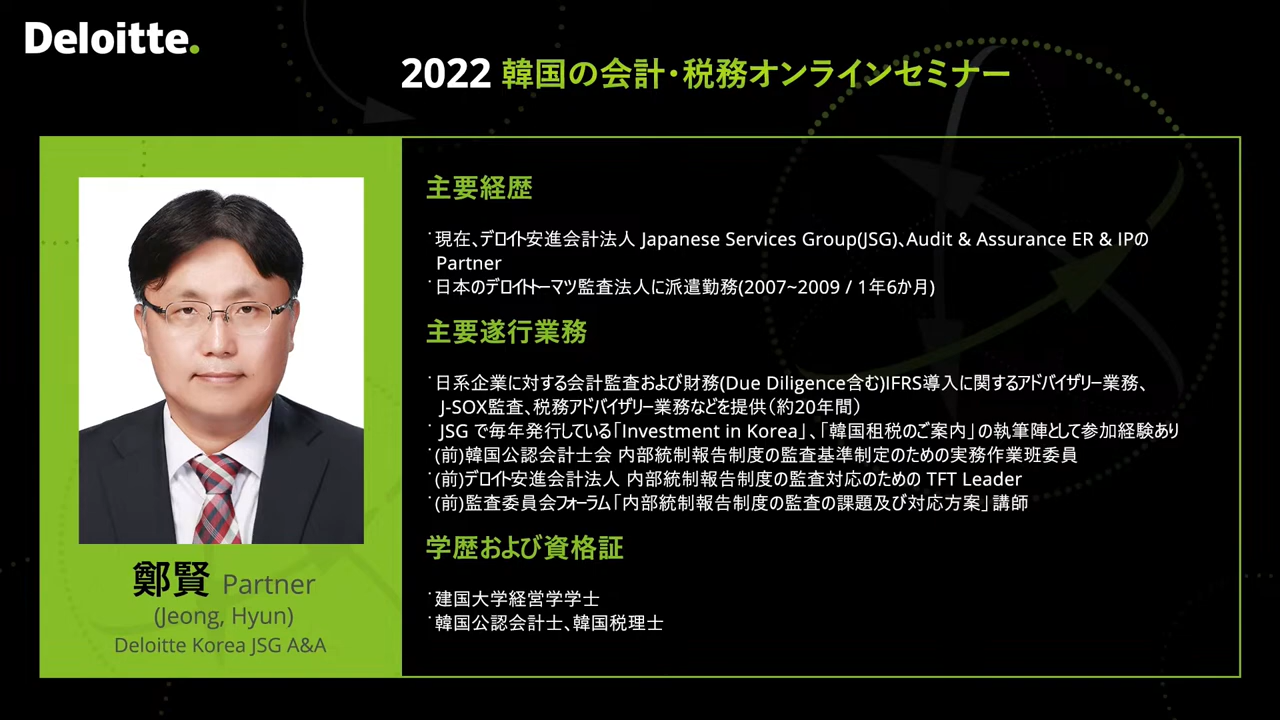 Deloitte.
2022 韓国の会計・税務オンラインセミナー
主要経歴
·現在、デロイト安進会計法人 Japanese Services Group(JSG)、Audit & Assurance ER & IPの
Partner
·日本のデロイトトーマツ監査法人に派遣勤務(2007~2009 / 1年6か月)
主要遂行業務
·日系企業に対する会計監査および財務(Due Diligence含む)IFRS導入に関するアドバイザリー業務、
J-SOX監査、税務アドバイザリー業務などを提供（約20年間）
·JSG で毎年発行している「Investment in Korea」、「韓国租税のご案内」の執筆陣として参加経験あり
·(前)韓国公認会計士会 内部統制報告制度の監査基準制定のための実務作業班委員
·(前)デロイト安進会計法人 内部統制報告制度の監査対応のための TFT Leader
·(前)監査委員会フォーラム「内部統制報告制度の監査の課題及び対応方案」講師
学歴および資格証
·建国大学経営学学士
·韓国公認会計士、韓国税理士
鄭賢 Partner
(Jeong, Hyun)
Deloitte Korea JSG A&A